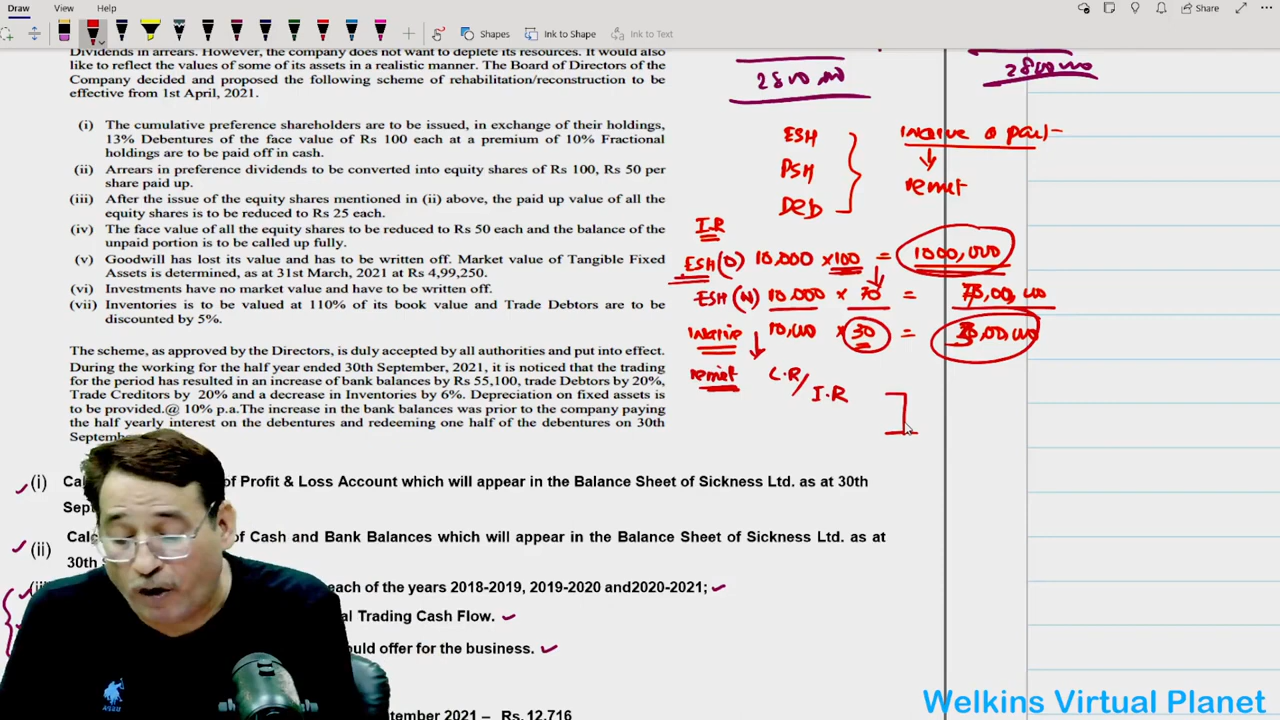 Draw View Help
Share
Shapes Ink to Shape Ink to Text
Dividends in arrears. However, the company does not want to deplete its resources. It would also
like to reflect the values of some of its assets in a realistic manner. The Board of Directors of the
Company decided and proposed the following scheme of rehabilitation/reconstruction to be
effective from 1st April, 2021.
(i) The cumulative preference shareholders are to be issued, in exchange of their holdings,
13% Debentures of the face value of Rs 100 each at a premium of 10% Fractional
holdings are to be paid off in cash.
(ii) Arrears in preference dividends to be converted into equity shares of Rs 100, Rs 50 per
share paid up.
(iii) After the issue of the equity shares mentioned in (ii) above, the paid up value of all the
equity shares is to be reduced to Rs 25 each.
(iv) The face value of all the equity shares to be reduced to Rs 50 each and the balance of the
unpaid portion is to be called up fully.
(v) Goodwill has lost its value and has to be written off. Market value of Tangible Fixed
Assets is determined, as at 31st March, 2021 at Rs 4,99,250.
(vi) Investments have no market value and have to be written off.
(vii) Inventories is to be valued at 110% of its book value and Trade Debtors are to be
discounted by 5%.
The scheme, as approved by the Directors, is duly accepted by all authorities and put into effect.
During the working for the half year ended 30th September, 2021, it is noticed that the trading
for the period has resulted in an increase of bank balances by Rs 55,100, trade Debtors by 20%,
Trade Creditors by 20% and a decrease in Inventories by 6%. Depreciation on fixed assets is
to be provided.@ 10% p.a.The increase in the bank balances was prior to the company paying
the half yearly interest on the debentures and redeeming one half of the debentures on 30th
Septem
(i) Ca of Profit & Loss Account which will appear in the Balance Sheet of Sickness Ltd. as at 30th
Sep
(ii) Calc of Cash and Bank Balances which will appear in the Balance Sheet of Sickness Ltd. as at
30th S
each of the years 2018-2019, 2019-2020 and2020-2021;
al Trading Cash Flow.
ould offer for the business.
tember 2021 – Rs. 12,716
ESH
PSH
Deb
remet
I.R
ESH(O) 10,000 × 100 = 1000,000
ESH(N) 10,000 × 70 =
× 30 =
C.R/I.R
Welkins Virtual Planet